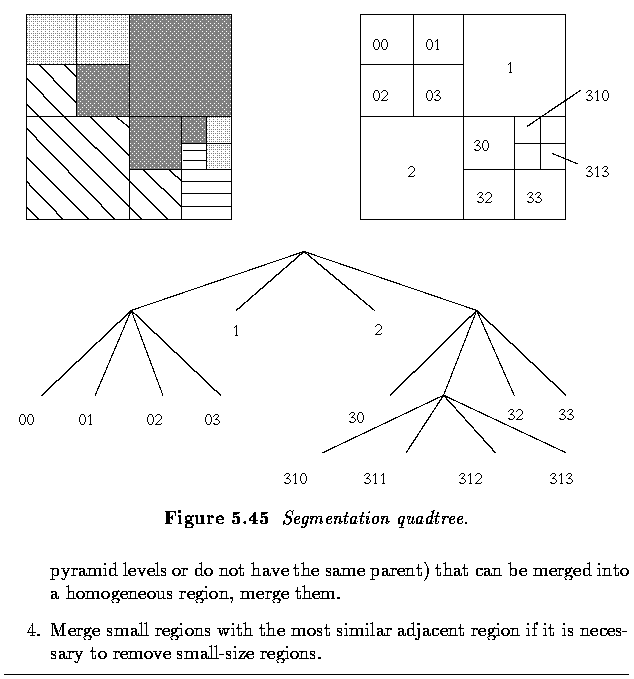 00 01
1
310
02 03
30
313
2
32 33
1 2
00 01 02 03 30 32 33
310 311 312 313
Figure 5.45 Segmentation quadtree.
pyramid levels or do not have the same parent) that can be merged into
a homogeneous region, merge them.
4. Merge small regions with the most similar adjacent region if it is neces-
sary to remove small-size regions.